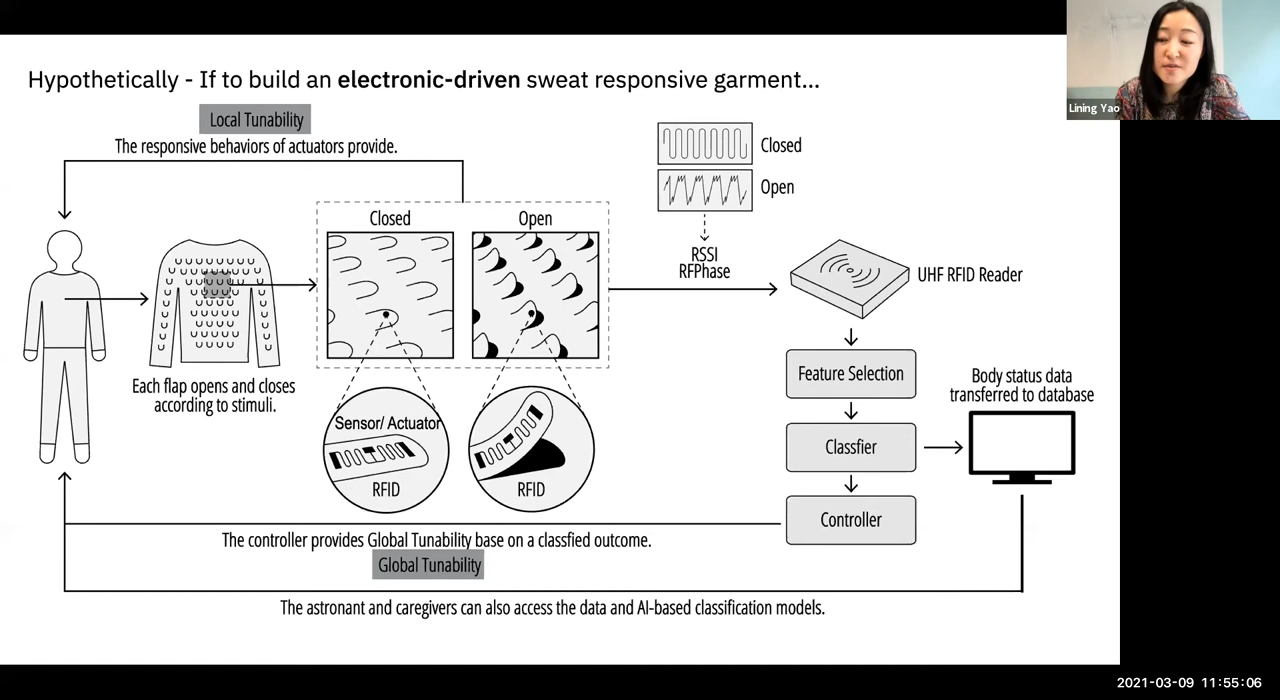 Hypothetically - If to build an electronic-driven sweat responsive garment...
Lining Yao
Local Tunability
The responsive behaviors of actuators provide.
Closed
Open
RSSI
RFPhase
Closed
Open
UHF RFID Reader
Each flap opens and closes
according to stimuli.
Sensor/ Actuator
RFID
RFID
Feature Selection
Classfier
Controller
Body status data
transferred to database
The controller provides Global Tunability base on a classfied outcome.
Global Tunability
The astronant and caregivers can also access the data and AI-based classification models.
2021-03-09 11:55:06